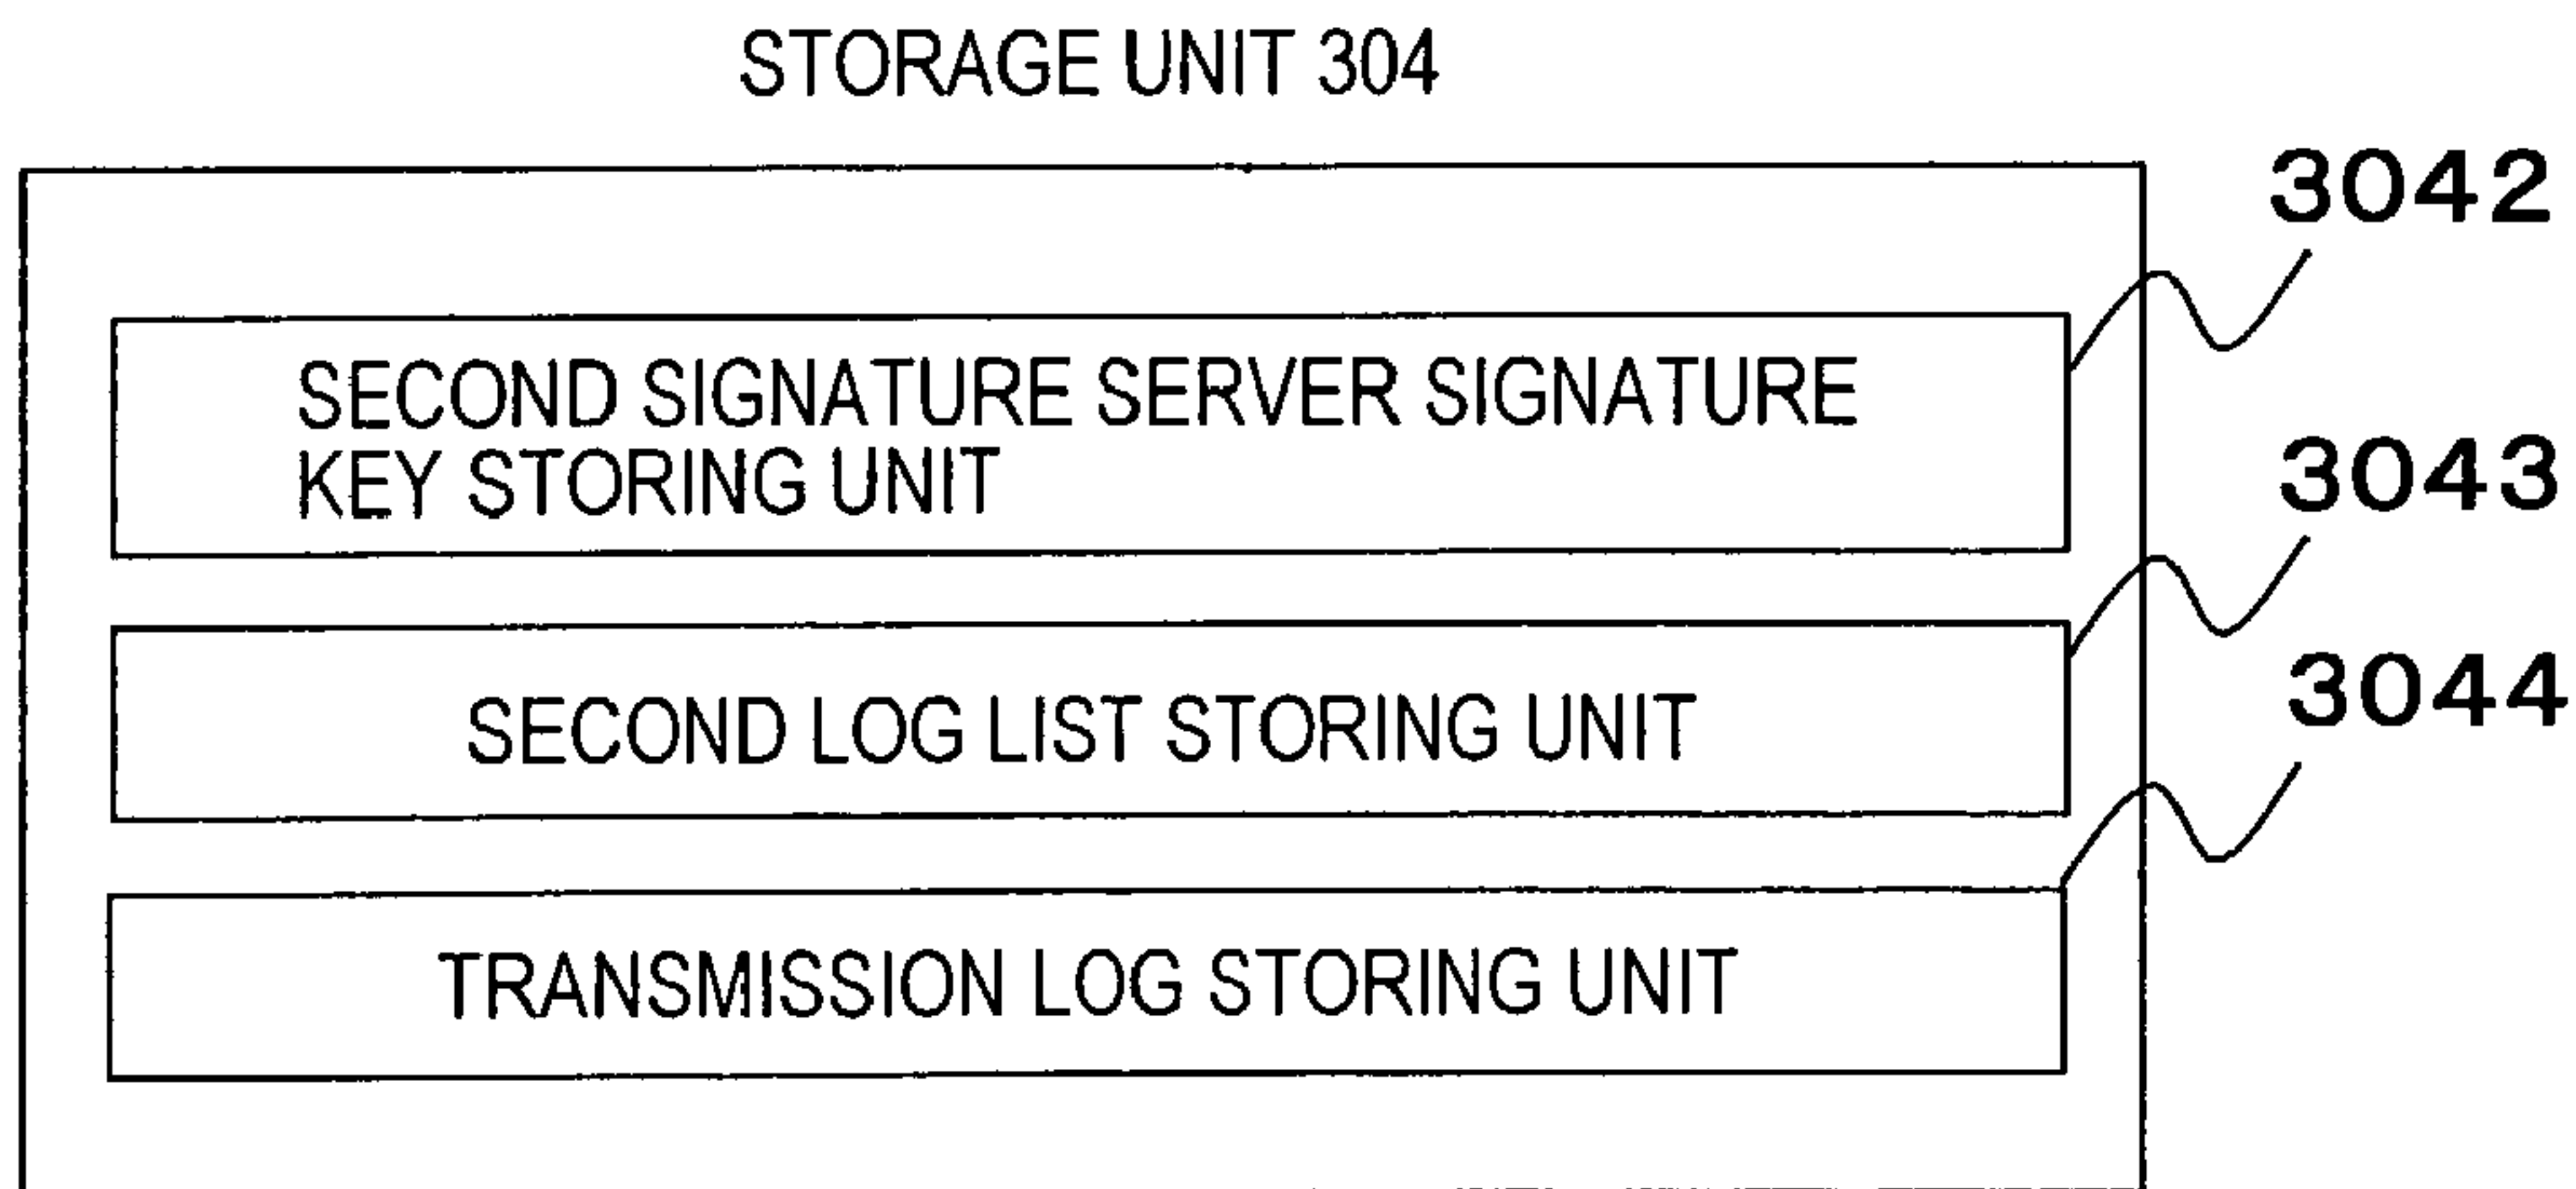 STORAGE UNIT 304
3042
SECOND SIGNATURE SERVER SIGNATURE
KEY STORING UNIT
3043
SECOND LOG LIST STORING UNIT
3044
TRANSMISSION LOG STORING UNIT